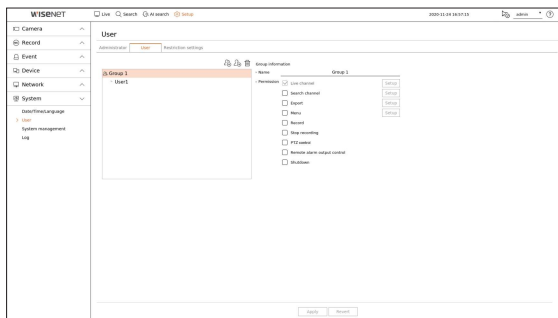 WISENET
Live Search AI search Setup 2020-11-24 16:57:15 admin
Camera
Record
Event
Device
Network
System
Date/Time/Language
User
System management
Log
User
Administrator User Restriction settings
Group 1
User1
Group information
Name Group 1
Permission Live channel Setup
Search channel Setup
Export Setup
Menu Setup
Record
Stop recording
PTZ control
Remote alarm output control
Shutdown
Apply Revert